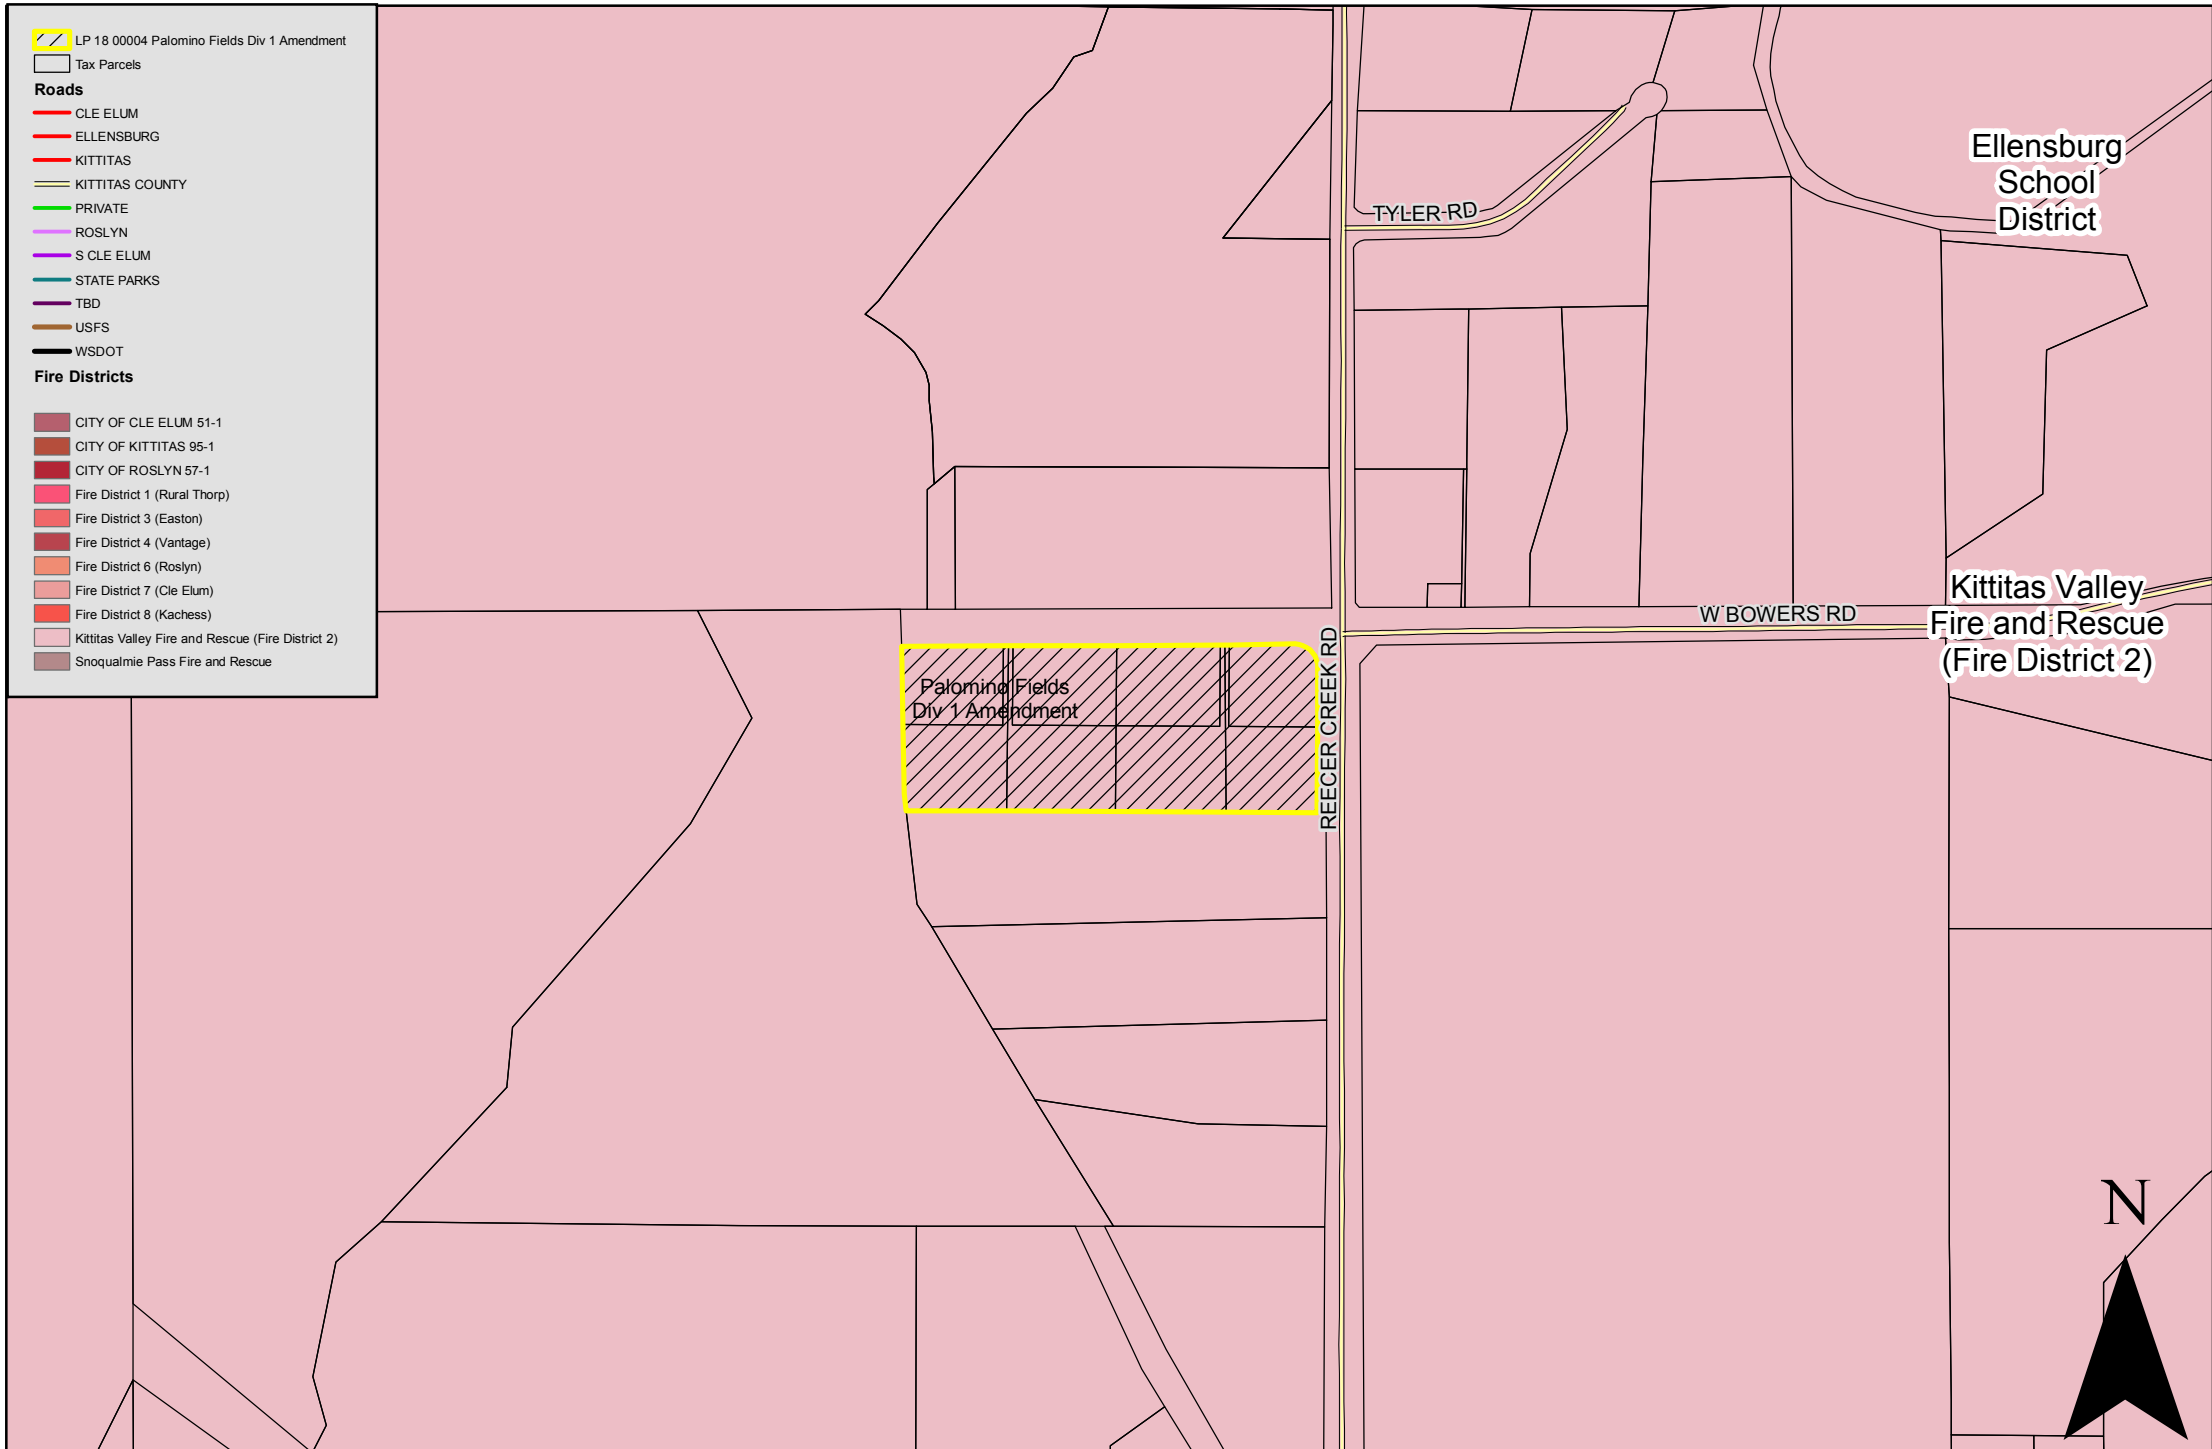 LP 18 00004 Palomino Fields Div 1 Amendment
Tax Parcels
Roads
CLE ELUM
ELLENSBURG
KITTITAS
KITTITAS COUNTY
PRIVATE
ROSLYN
S CLE ELUM
STATE PARKS
TBD
USFS
WSDOT
Fire Districts
CITY OF CLE ELUM 51-1
CITY OF KITTITAS 95-1
CITY OF ROSLYN 57-1
Fire District 1 (Rural Thorp)
Fire District 3 (Easton)
Fire District 4 (Vantage)
Fire District 6 (Roslyn)
Fire District 7 (Cle Elum)
Fire District 8 (Kachess)
Kittitas Valley Fire and Rescue (Fire District 2)
Snoqualmie Pass Fire and Rescue
Ellensburg
School
District
TYLER RD
Kittitas Valley
Fire and Rescue
(Fire District 2)
W BOWERS RD
REECER CREEK RD
Palomino Fields
Div 1 Amendment
N